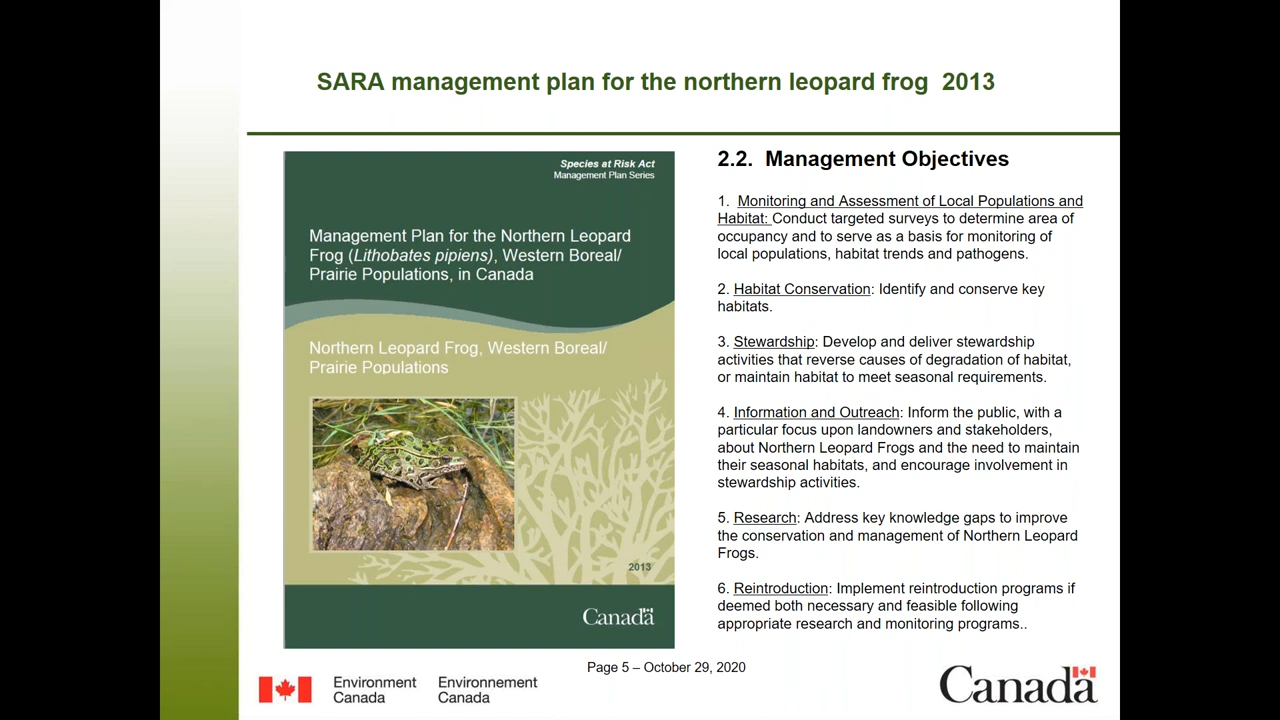 SARA management plan for the northern leopard frog  2013
Species at Risk Act
Management Plan Series
Management Plan for the Northern Leopard
Frog (Lithobates pipiens), Western Boreal/
Prairie Populations, in Canada
Northern Leopard Frog, Western Boreal/
Prairie Populations
2013
Canada
2.2.  Management Objectives
1.  Monitoring and Assessment of Local Populations and
Habitat: Conduct targeted surveys to determine area of
occupancy and to serve as a basis for monitoring of
local populations, habitat trends and pathogens.
2. Habitat Conservation: Identify and conserve key
habitats.
3. Stewardship: Develop and deliver stewardship
activities that reverse causes of degradation of habitat,
or maintain habitat to meet seasonal requirements.
4. Information and Outreach: Inform the public, with a
particular focus upon landowners and stakeholders,
about Northern Leopard Frogs and the need to maintain
their seasonal habitats, and encourage involvement in
stewardship activities.
5. Research: Address key knowledge gaps to improve
the conservation and management of Northern Leopard
Frogs.
6. Reintroduction: Implement reintroduction programs if
deemed both necessary and feasible following
appropriate research and monitoring programs..
Page 5 – October 29, 2020
Environment
Canada
Environnement
Canada
Canada